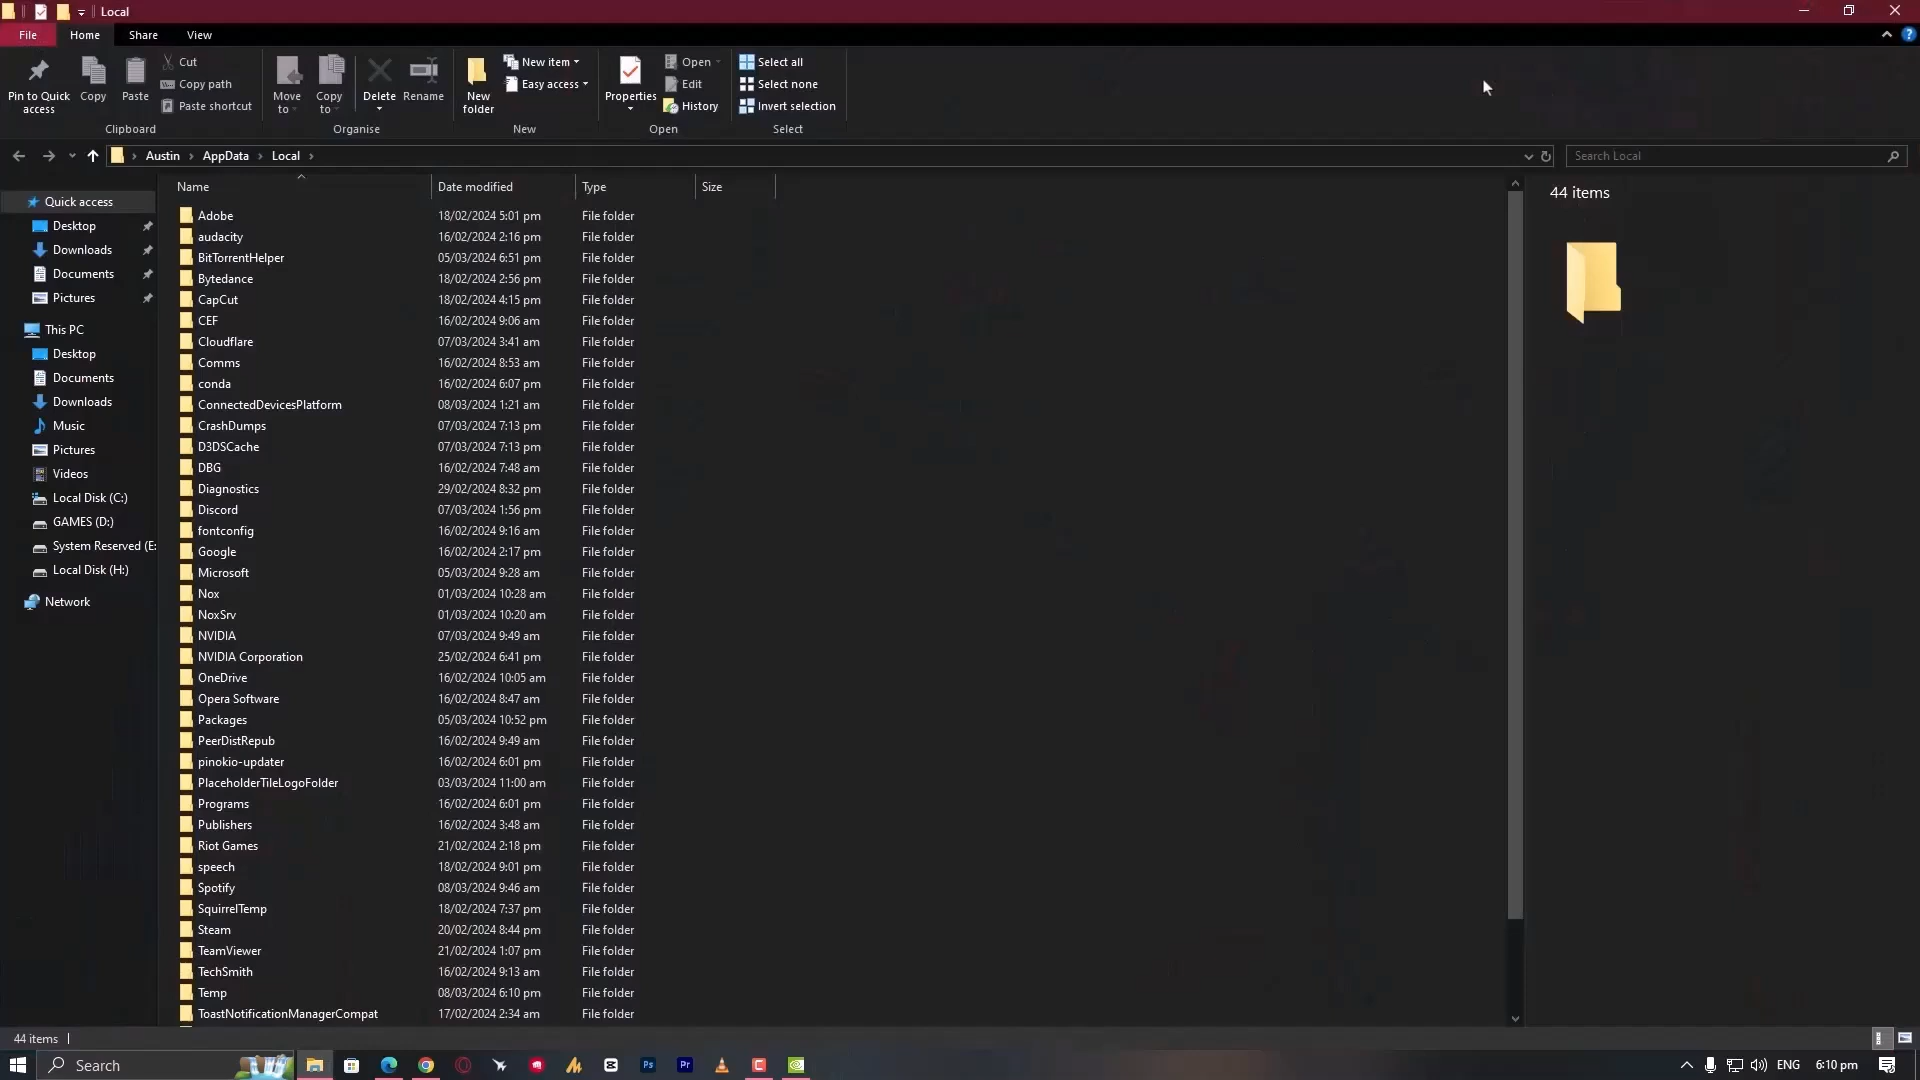 Local
File Home Share View
Pin to Quick access
Copy
Paste
Cut
Copy path
Paste shortcut
Clipboard
Move to
Copy to
Delete
Rename
Organise
New folder
New item
Easy access
New
Properties
Open
Edit
History
Open
Select all
Select none
Invert selection
Select
Austin AppData Local
Search Local
Quick access
Desktop
Downloads
Documents
Pictures
This PC
Desktop
Documents
Downloads
Music
Pictures
Videos
Local Disk (C:)
GAMES (D:)
System Reserved (E:
Local Disk (H:)
Network
Name Date modified Type Size
Adobe 18/02/2024 5:01 pm File folder
audacity 16/02/2024 2:16 pm File folder
BitTorrentHelper 05/03/2024 6:51 pm File folder
Bytedance 18/02/2024 2:56 pm File folder
CapCut 18/02/2024 4:15 pm File folder
CEF 16/02/2024 9:06 am File folder
Cloudflare 07/03/2024 3:41 am File folder
Comms 16/02/2024 8:53 am File folder
conda 16/02/2024 6:07 pm File folder
ConnectedDevicesPlatform 08/03/2024 1:21 am File folder
CrashDumps 07/03/2024 7:13 pm File folder
D3DSCache 07/03/2024 7:13 pm File folder
DBG 16/02/2024 7:48 am File folder
Diagnostics 29/02/2024 8:32 pm File folder
Discord 07/03/2024 1:56 pm File folder
fontconfig 16/02/2024 9:16 am File folder
Google 16/02/2024 2:17 pm File folder
Microsoft 05/03/2024 9:28 am File folder
Nox 01/03/2024 10:28 am File folder
NoxSrv 01/03/2024 10:20 am File folder
NVIDIA 07/03/2024 9:49 am File folder
NVIDIA Corporation 25/02/2024 6:41 pm File folder
OneDrive 16/02/2024 10:05 am File folder
Opera Software 16/02/2024 8:47 am File folder
Packages 05/03/2024 10:52 pm File folder
PeerDistRepub 16/02/2024 9:49 am File folder
pinokio-updater 16/02/2024 6:01 pm File folder
PlaceholderTileLogoFolder 03/03/2024 11:00 am File folder
Programs 16/02/2024 6:01 pm File folder
Publishers 16/02/2024 3:48 am File folder
Riot Games 21/02/2024 2:18 pm File folder
speech 18/02/2024 9:01 pm File folder
Spotify 08/03/2024 9:46 am File folder
SquirrelTemp 18/02/2024 7:37 pm File folder
Steam 20/02/2024 8:44 pm File folder
TeamViewer 21/02/2024 1:07 pm File folder
TechSmith 16/02/2024 9:13 am File folder
Temp 08/03/2024 6:10 pm File folder
ToastNotificationManagerCompat 17/02/2024 2:34 am File folder
44 items
44 items
Search
Ps
Pr
C
ENG
6:10 pm